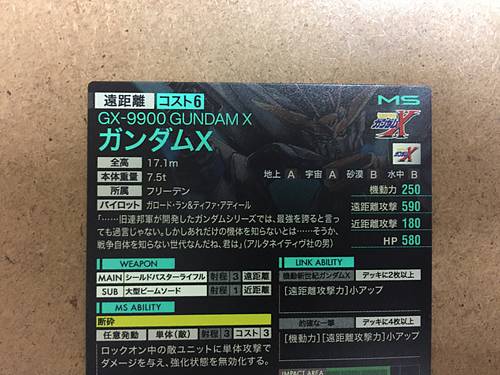 遠距離 コスト6 MS
GX-9900 GUNDAM X
ガンダムX
ガンダムX
全高 17.1m
本体重量 7.5t
所属 フリーデン
パイロット ガロード・ラン&ティファ・アディール
地上 A 宇宙 A 砂漠 B 水中 B
機動力 250
遠距離攻撃 590
近距離攻撃 180
HP 580
「……旧連邦軍が開発したガンダムシリーズでは、最強を誇ると言っ
ても過言じゃない。しかしあれだけの機体を知らないとは……そうか、
戦争自体を知らない世代なんだね、君は。(アルタネイティヴ社の男)
WEAPON
MAIN シールドバスターライフル 射程 3 遠距離
SUB 大型ビームソード 射程 1 近距離
MS ABILITY
断砕
任意発動 単体(敵) 射程 3 コスト 3
ロックオン中の敵ユニットに単体攻撃で
ダメージを与え、強化状態を無効化する。
LINK ABILITY
機動新世紀ガンダムX デッキに2枚以上
[遠距離攻撃力]小アップ
的確な一撃 デッキに4枚以上
[機動力][遠距離攻撃力]小アップ
IMPACT AREA